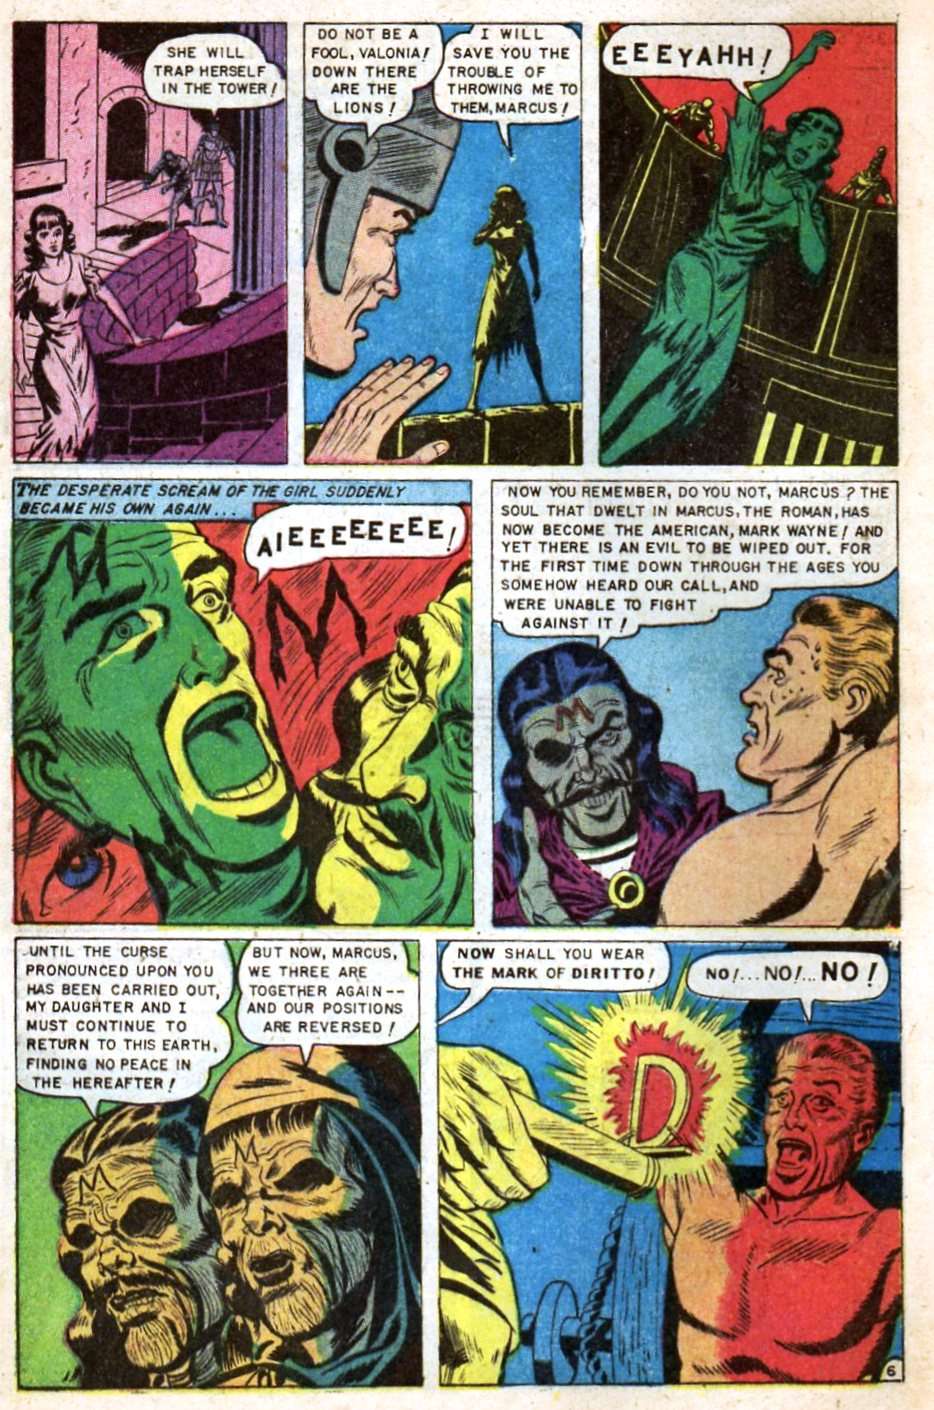 SHE WILL
TRAP HERSELF
IN THE TOWER!
DO NOT BE A
FOOL, VALONIA!
DOWN THERE
ARE THE
LIONS!
I WILL
SAVE YOU THE
TROUBLE OF
THROWING ME TO
THEM, MARCUS!
EEEYAHH!
THE DESPERATE SCREAM OF THE GIRL SUDDENLY
BECAME HIS OWN AGAIN...
AIEEEEEEEE!
M
M
NOW YOU REMEMBER, DO YOU NOT, MARCUS? THE
SOUL THAT DWELT IN MARCUS, THE ROMAN, HAS
NOW BECOME THE AMERICAN, MARK WAYNE! AND
YET THERE IS AN EVIL TO BE WIPED OUT. FOR
THE FIRST TIME DOWN THROUGH THE AGES YOU
SOMEHOW HEARD OUR CALL, AND
WERE UNABLE TO FIGHT
AGAINST IT!
M
UNTIL THE CURSE
PRONOUNCED UPON YOU
HAS BEEN CARRIED OUT,
MY DAUGHTER AND I
MUST CONTINUE TO
RETURN TO THIS EARTH,
FINDING NO PEACE IN
THE HEREAFTER!
BUT NOW, MARCUS,
WE THREE ARE
TOGETHER AGAIN--
AND OUR POSITIONS
ARE REVERSED!
M
M
NOW SHALL YOU WEAR
THE MARK OF DIRITTO!
NO!...NO!...NO!
D
6